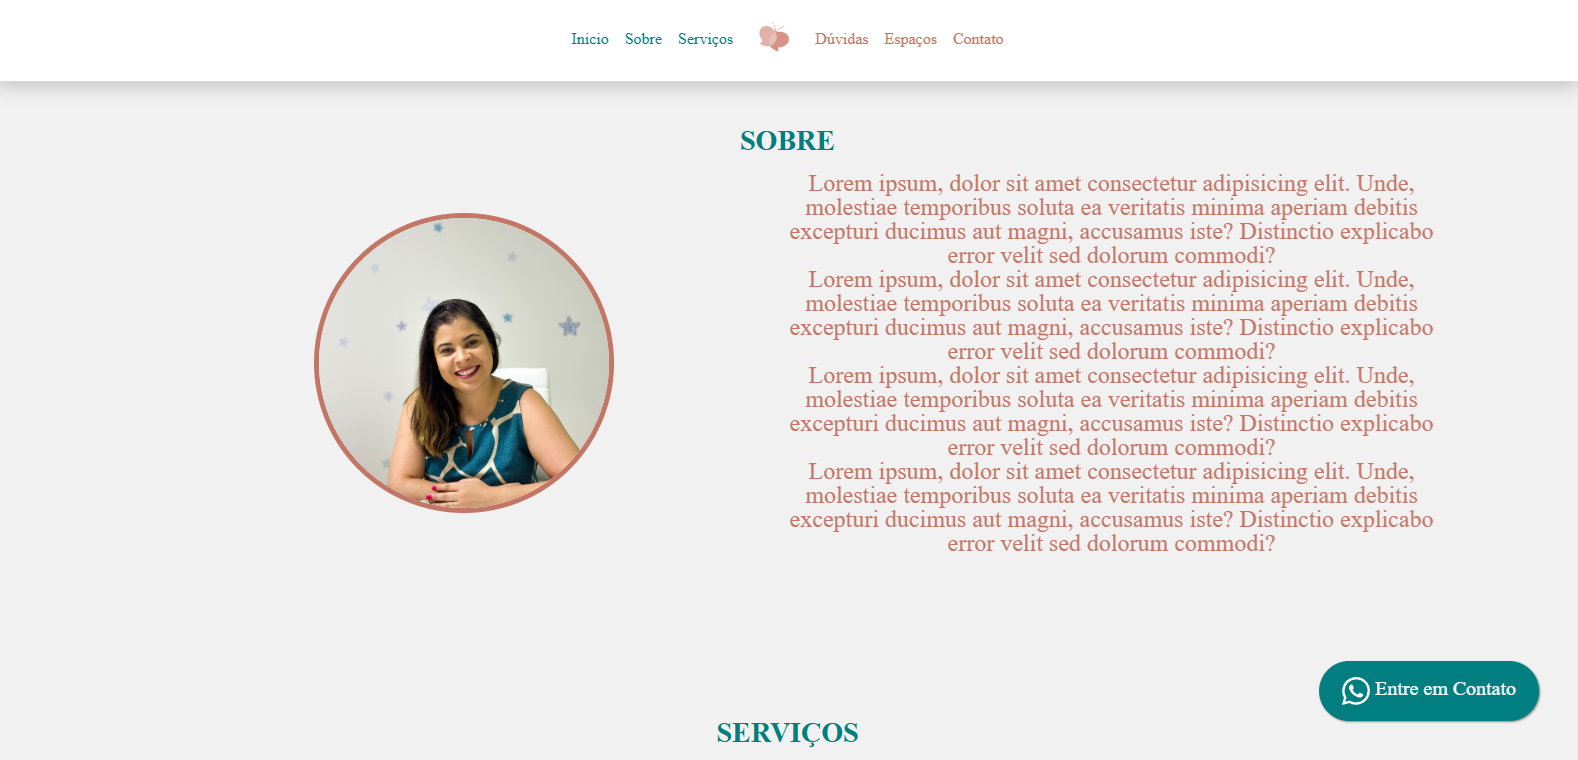 Inicio Sobre Serviços Dúvidas Espaços Contato
SOBRE
Lorem ipsum, dolor sit amet consectetur adipisicing elit. Unde,
molestiae temporibus soluta ea veritatis minima aperiam debitis
excepturi ducimus aut magni, accusamus iste? Distinctio explicabo
error velit sed dolorum commodi?
Lorem ipsum, dolor sit amet consectetur adipisicing elit. Unde,
molestiae temporibus soluta ea veritatis minima aperiam debitis
excepturi ducimus aut magni, accusamus iste? Distinctio explicabo
error velit sed dolorum commodi?
Lorem ipsum, dolor sit amet consectetur adipisicing elit. Unde,
molestiae temporibus soluta ea veritatis minima aperiam debitis
excepturi ducimus aut magni, accusamus iste? Distinctio explicabo
error velit sed dolorum commodi?
Lorem ipsum, dolor sit amet consectetur adipisicing elit. Unde,
molestiae temporibus soluta ea veritatis minima aperiam debitis
excepturi ducimus aut magni, accusamus iste? Distinctio explicabo
error velit sed dolorum commodi?
Entre em Contato
SERVIÇOS